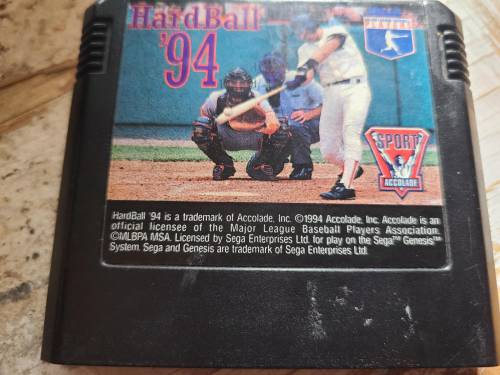 HardBall
'94
PLAYERS
SPORT
ACCOLADE
HardBall '94 is a trademark of Accolade, Inc. ©1994 Accolade, Inc. Accolade is an
official licensee of the Major League Baseball Players Association.
©MLBPA MSA. Licensed by Sega Enterprises Ltd. for play on the Sega™ Genesis™
System. Sega and Genesis are trademark of Sega Enterprises Ltd.